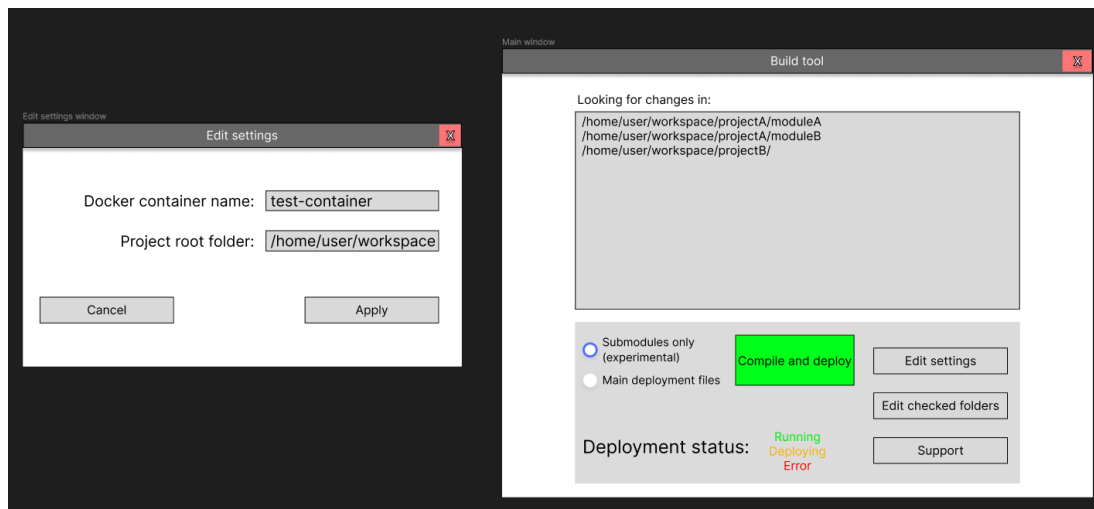 Edit settings window
Edit settings
X
Docker container name:
test-container
Project root folder:
/home/user/workspace
Cancel
Apply
Main window
Build tool
X
Looking for changes in:
/home/user/workspace/projectA/moduleA
/home/user/workspace/projectA/moduleB
/home/user/workspace/projectB/
Submodules only
(experimental)
Main deployment files
Compile and deploy
Edit settings
Edit checked folders
Deployment status:
Running
Deploying
Error
Support